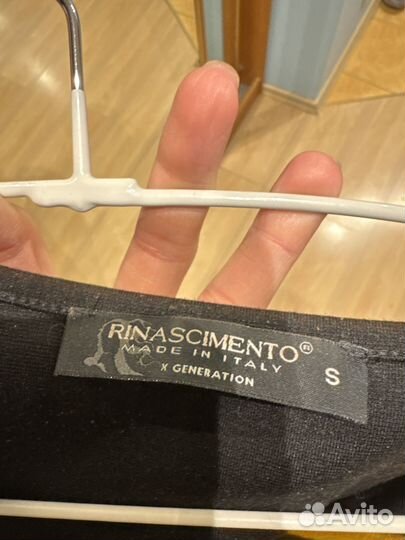 RINASCIMENTO®
MADE IN ITALY
X GENERATION
S
Avito